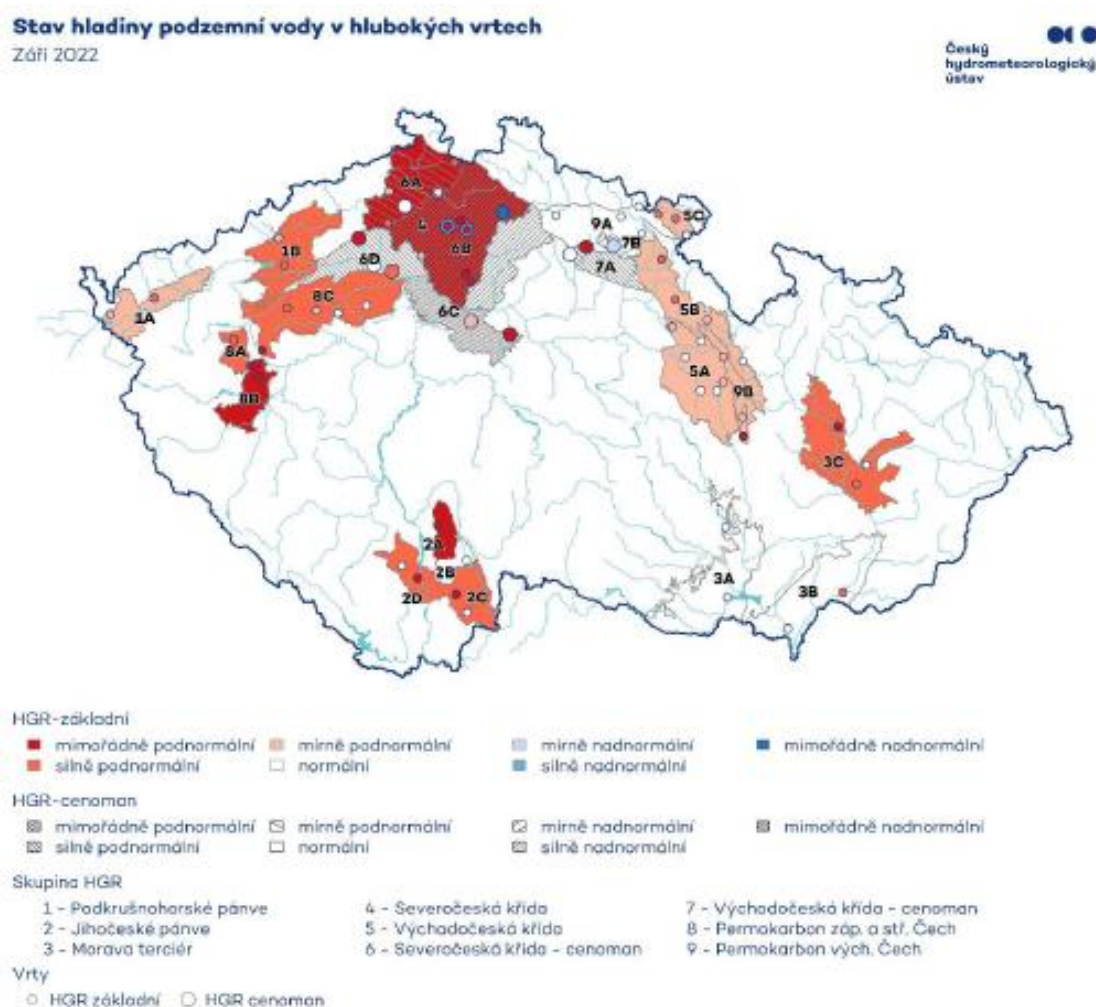 Stav hladiny podzemní vody v hlubokých vrtech
Září 2022
Český
hydrometeorologický
ústav
6A
5C
4
9A
7B
6B
1B
6D
7A
8C
5B
1A
6C
8A
5A
8B
9B
3C
2A
2B
3A
2D
2C
3B
HGR-základní
mimořádně podnormální
mírně podnormální
mírně nadnormální
mimořádně nadnormální
silně podnormální
normální
silně nadnormální
HGR-cenoman
mimořádně podnormální
mírně podnormální
mírně nadnormální
mimořádně nadnormální
silně podnormální
normální
silně nadnormální
Skupina HGR
1 - Podkrušnohorské pánve
4 - Severočeská křída
7 - Východočeská křída - cenoman
2 - Jihočeské pánve
5 - Východočeská křída
8 - Permokarbon záp. a stř. Čech
3 - Morava terciér
6 - Severočeská křída - cenoman
9 - Permokarbon vých. Čech
Vrty
HGR základní
HGR cenoman